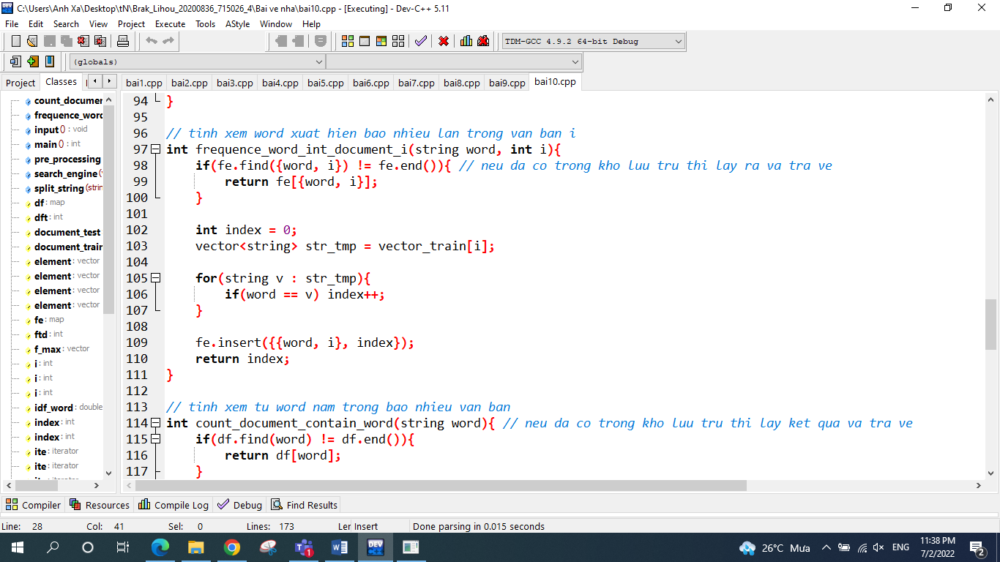 C:\Users\Anh Xa\Desktop\tN\Brak_Lihou_20200836_715026_4\Bai ve nha\bai10.cpp - [Executing] - Dev-C++ 5.11
File Edit Search View Project Execute Tools AStyle Window Help
TDM-GCC 4.9.2 64-bit Debug
(globals)
Project Classes
bai1.cpp bai2.cpp bai3.cpp bai4.cpp bai5.cpp bai6.cpp bai7.cpp bai8.cpp bai9.cpp bai10.cpp
count_documen
frequence_word
input () : void
main () : int
pre_processing
search_engine (
split_string (strin
df : map
dft : int
document_test
document_train
element : vector
element : vector
element : vector
element : vector
fe : map
ftd : int
f_max : vector
i : int
i : int
i : int
idf_word : double
index : int
index : int
ite : iterator
ite : iterator
94 }
95
96 // tinh xem word xuat hien bao nhieu lan trong van ban i
97 int frequence_word_int_document_i(string word, int i){
98 if(fe.find({word, i}) != fe.end()){ // neu da co trong kho luu tru thi lay ra va tra ve
99 return fe[{word, i}];
100 }
101
102 int index = 0;
103 vector<string> str_tmp = vector_train[i];
104
105 for(string v : str_tmp){
106 if(word == v) index++;
107 }
108
109 fe.insert({{word, i}, index});
110 return index;
111 }
112
113 // tinh xem tu word nam trong bao nhieu van ban
114 int count_document_contain_word(string word){ // neu da co trong kho luu tru thi lay ket qua va tra ve
115 if(df.find(word) != df.end()){
116 return df[word];
117 }
Compiler Resources Compile Log Debug Find Results
Line: 28 Col: 41 Sel: 0 Lines: 173 Ler Insert Done parsing in 0.015 seconds
26°C Mưa ENG 11:38 PM
7/2/2022